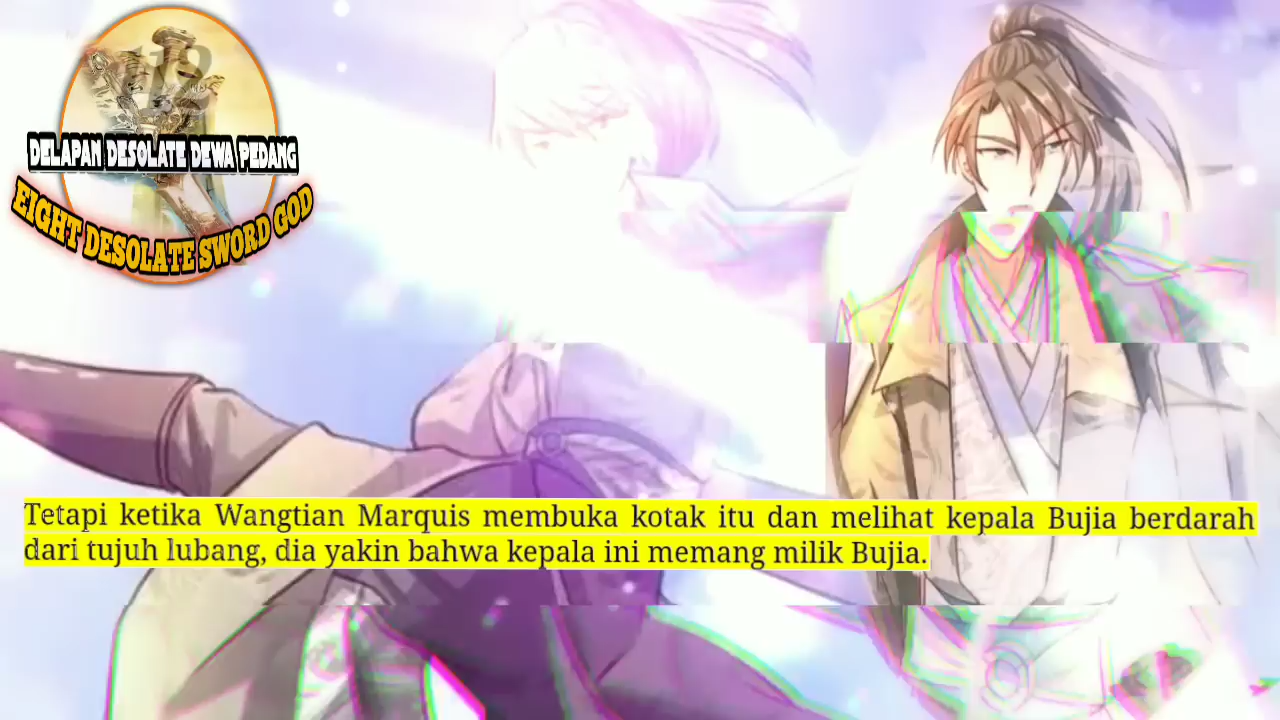 DELAPAN DESOLATE DEWA PEDANG
EIGHT DESOLATE SWORD GOD
Tetapi ketika Wangtian Marquis membuka kotak itu dan melihat kepala Bujia berdarah
dari tujuh lubang, dia yakin bahwa kepala ini memang milik Bujia.